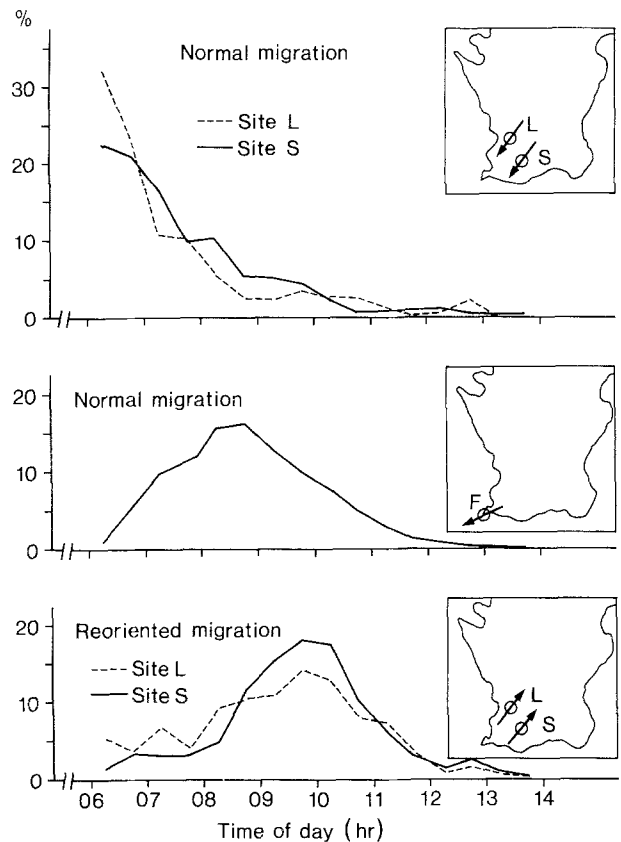 %
Normal migration
30
Site L
Site S
20
10
0
L
S
20
Normal migration
10
0
F
20
Reoriented migration
Site L
Site S
10
0
L
S
06 07 08 09 10 11 12 13 14
Time of day (hr)